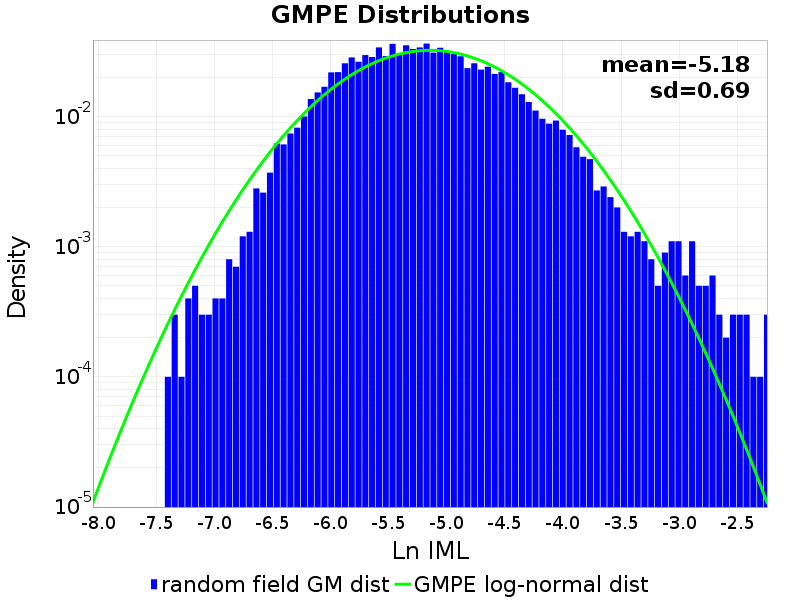 GMPE Distributions
mean=-5.18
sd=0.69
10-2
10-3
10-4
10-5
Density
-8.0 -7.5 -7.0 -6.5 -6.0 -5.5 -5.0 -4.5 -4.0 -3.5 -3.0 -2.5
Ln IML
random field GM dist GMPE log-normal dist